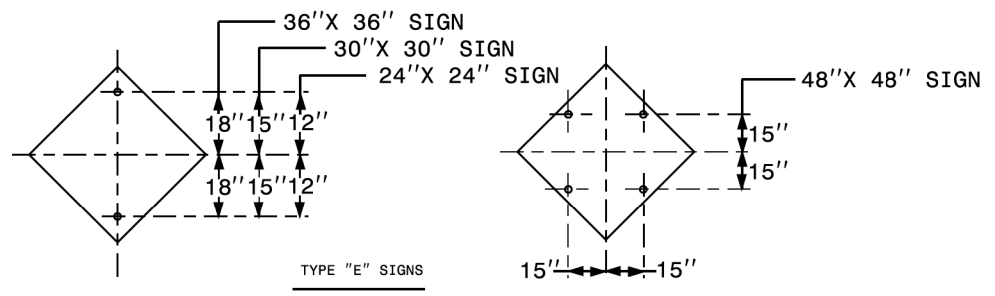 36"X 36" SIGN
30"X 30" SIGN
24"X 24" SIGN
48"X 48" SIGN
18" 15" 12"
15"
18" 15" 12"
15"
15" 15"
TYPE "E" SIGNS